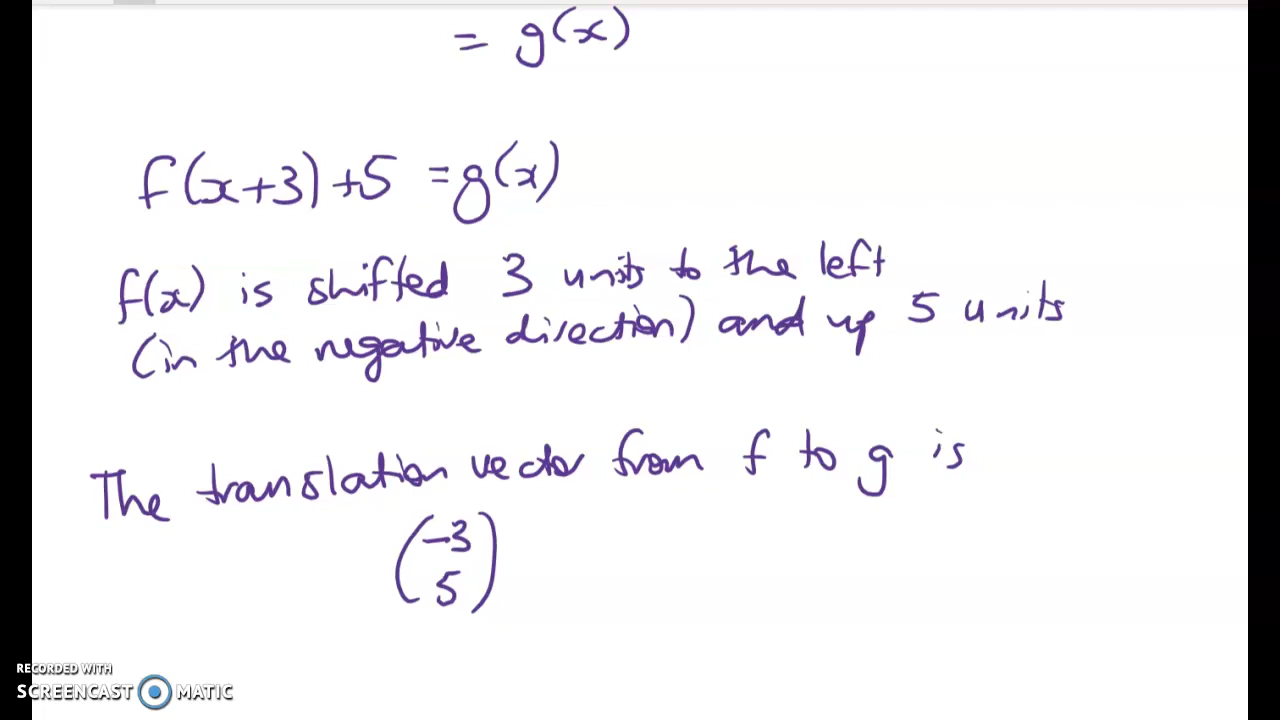 = g(x)
f(x+3)+5 = g(x)
f(x) is shifted 3 units to the left
(in the negative direction) and up 5 units
The translation vector from f to g is
(-3
5)
RECORDED WITH
SCREENCAST MATIC